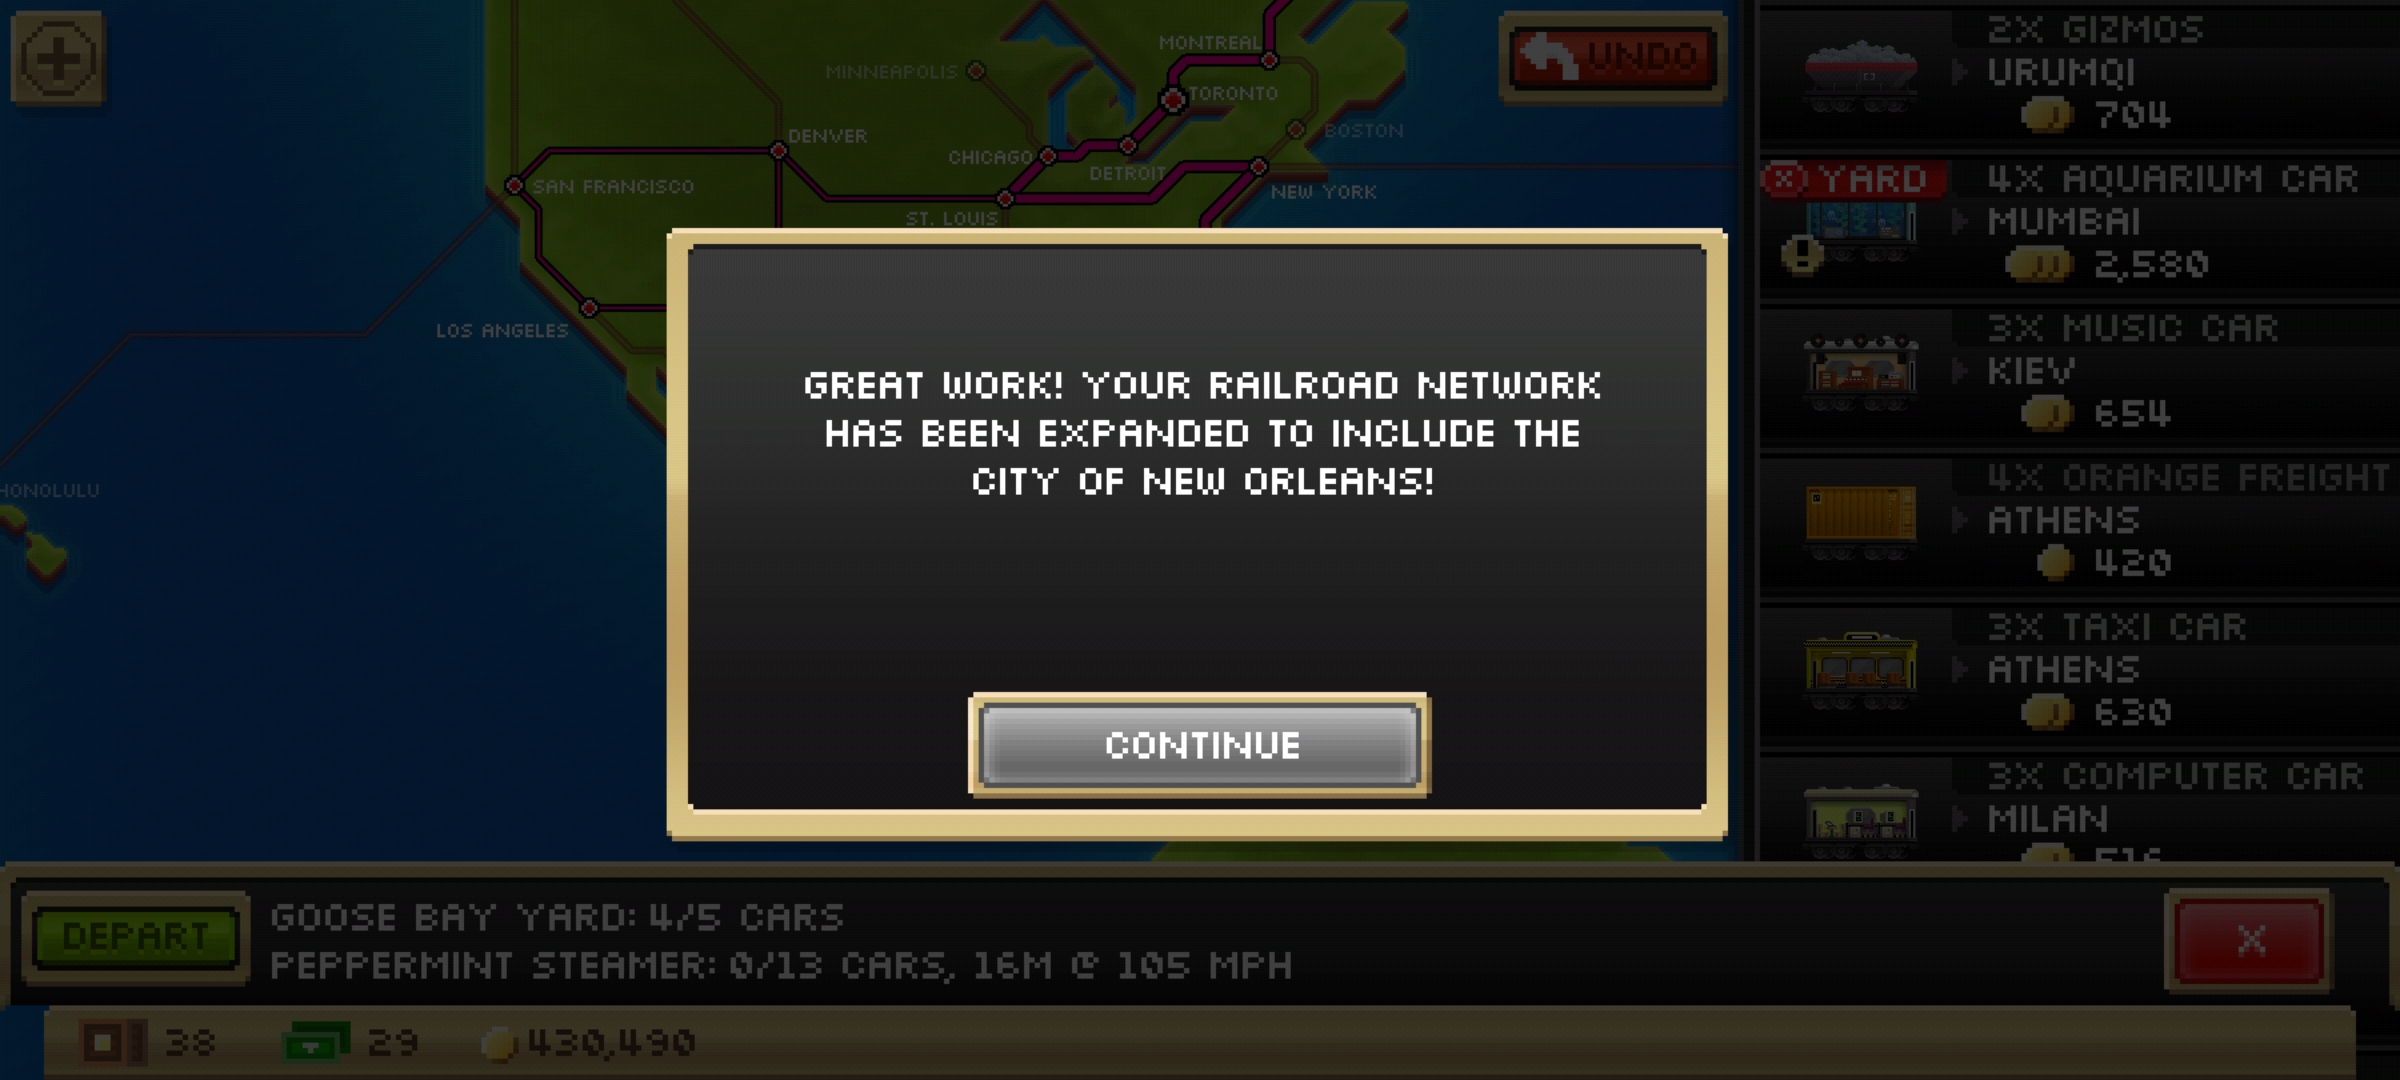 MONTREAL
UNDO
MINNEAPOLIS
TORONTO
DENVER
BOSTON
CHICAGO
DETROIT
SAN FRANCISCO
NEW YORK
ST. LOUIS
LOS ANGELES
HONOLULU
GREAT WORK! YOUR RAILROAD NETWORK
HAS BEEN EXPANDED TO INCLUDE THE
CITY OF NEW ORLEANS!
CONTINUE
2X GIZMOS
URUMQI
704
X YARD
4X AQUARIUM CAR
MUMBAI
!
2,580
3X MUSIC CAR
KIEV
654
4X ORANGE FREIGHT
ATHENS
420
3X TAXI CAR
ATHENS
630
3X COMPUTER CAR
MILAN
516
DEPART
GOOSE BAY YARD: 4/5 CARS
PEPPERMINT STEAMER: 0/13 CARS, 16M @ 105 MPH
X
38
29
430,490